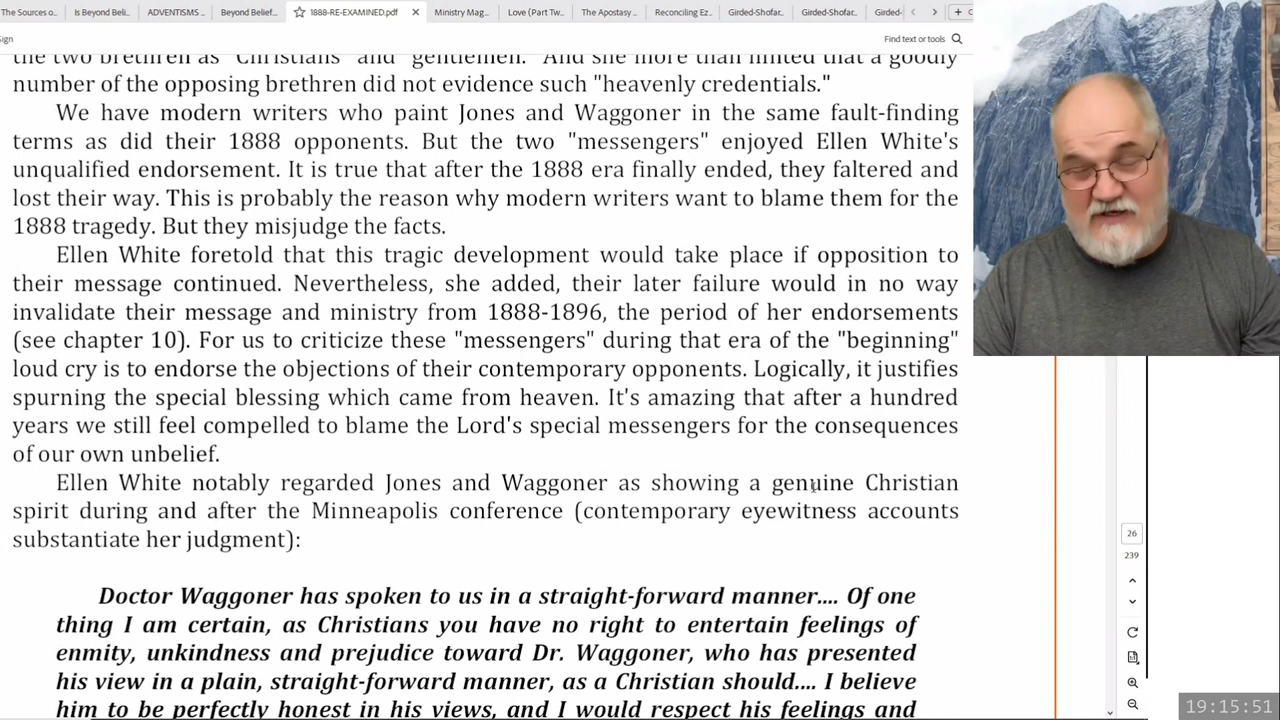 The Sources o...
Is Beyond Beli...
ADVENTISMS ...
Beyond Belief...
1888-RE-EXAMINED.pdf
Ministry Mag...
Love (Part Tw...
The Apostasy ...
Reconciling Ez...
Girded-Shofar...
Girded-Shofar...
Girded-
Sign
Find text or tools
the two brethren as "Christians" and "gentlemen." And she more than hinted that a goodly
number of the opposing brethren did not evidence such "heavenly credentials."
We have modern writers who paint Jones and Waggoner in the same fault-finding
terms as did their 1888 opponents. But the two "messengers" enjoyed Ellen White's
unqualified endorsement. It is true that after the 1888 era finally ended, they faltered and
lost their way. This is probably the reason why modern writers want to blame them for the
1888 tragedy. But they misjudge the facts.
Ellen White foretold that this tragic development would take place if opposition to
their message continued. Nevertheless, she added, their later failure would in no way
invalidate their message and ministry from 1888-1896, the period of her endorsements
(see chapter 10). For us to criticize these "messengers" during that era of the "beginning"
loud cry is to endorse the objections of their contemporary opponents. Logically, it justifies
spurning the special blessing which came from heaven. It's amazing that after a hundred
years we still feel compelled to blame the Lord's special messengers for the consequences
of our own unbelief.
Ellen White notably regarded Jones and Waggoner as showing a genuine Christian
spirit during and after the Minneapolis conference (contemporary eyewitness accounts
substantiate her judgment):
Doctor Waggoner has spoken to us in a straight-forward manner.... Of one
thing I am certain, as Christians you have no right to entertain feelings of
enmity, unkindness and prejudice toward Dr. Waggoner, who has presented
his view in a plain, straight-forward manner, as a Christian should.... I believe
him to be perfectly honest in his views, and I would respect his feelings and
26
239
19:15:51